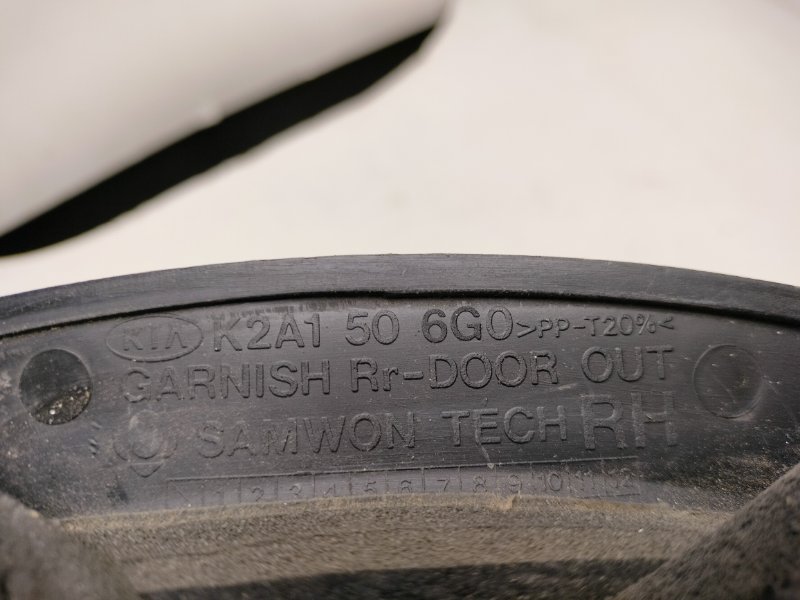 KIA K2A1 50 6G0 >PP-T20%<
GARNISH Rr-DOOR OUT
SAMWON TECH RH
1 2 3 4 5 6 7 8 9 10 11 12